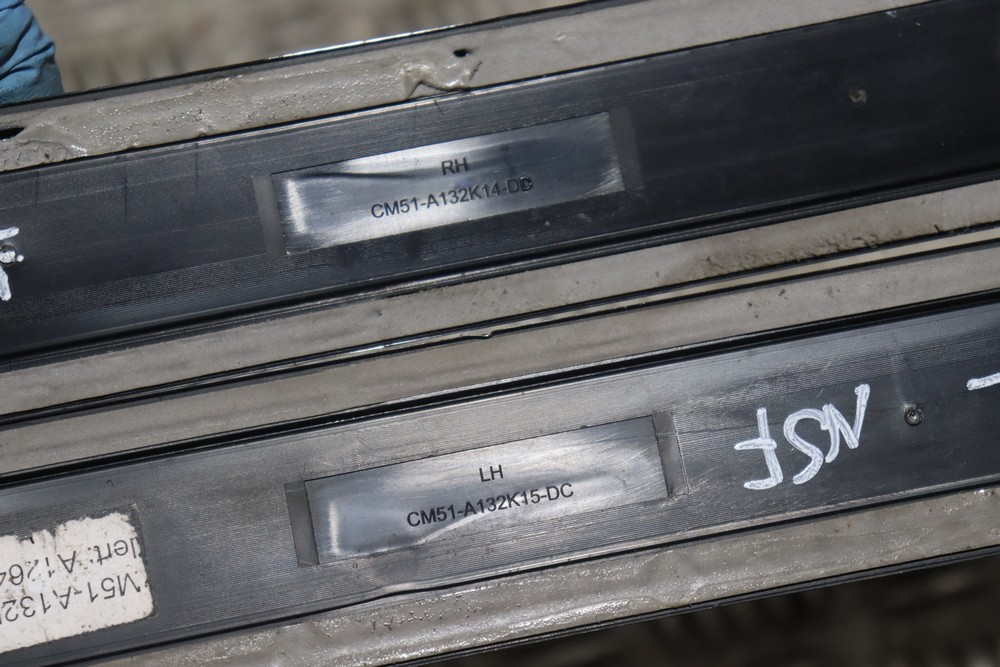 RH
CM51-A132K14-DC
LH
CM51-A132K15-DC
NSF